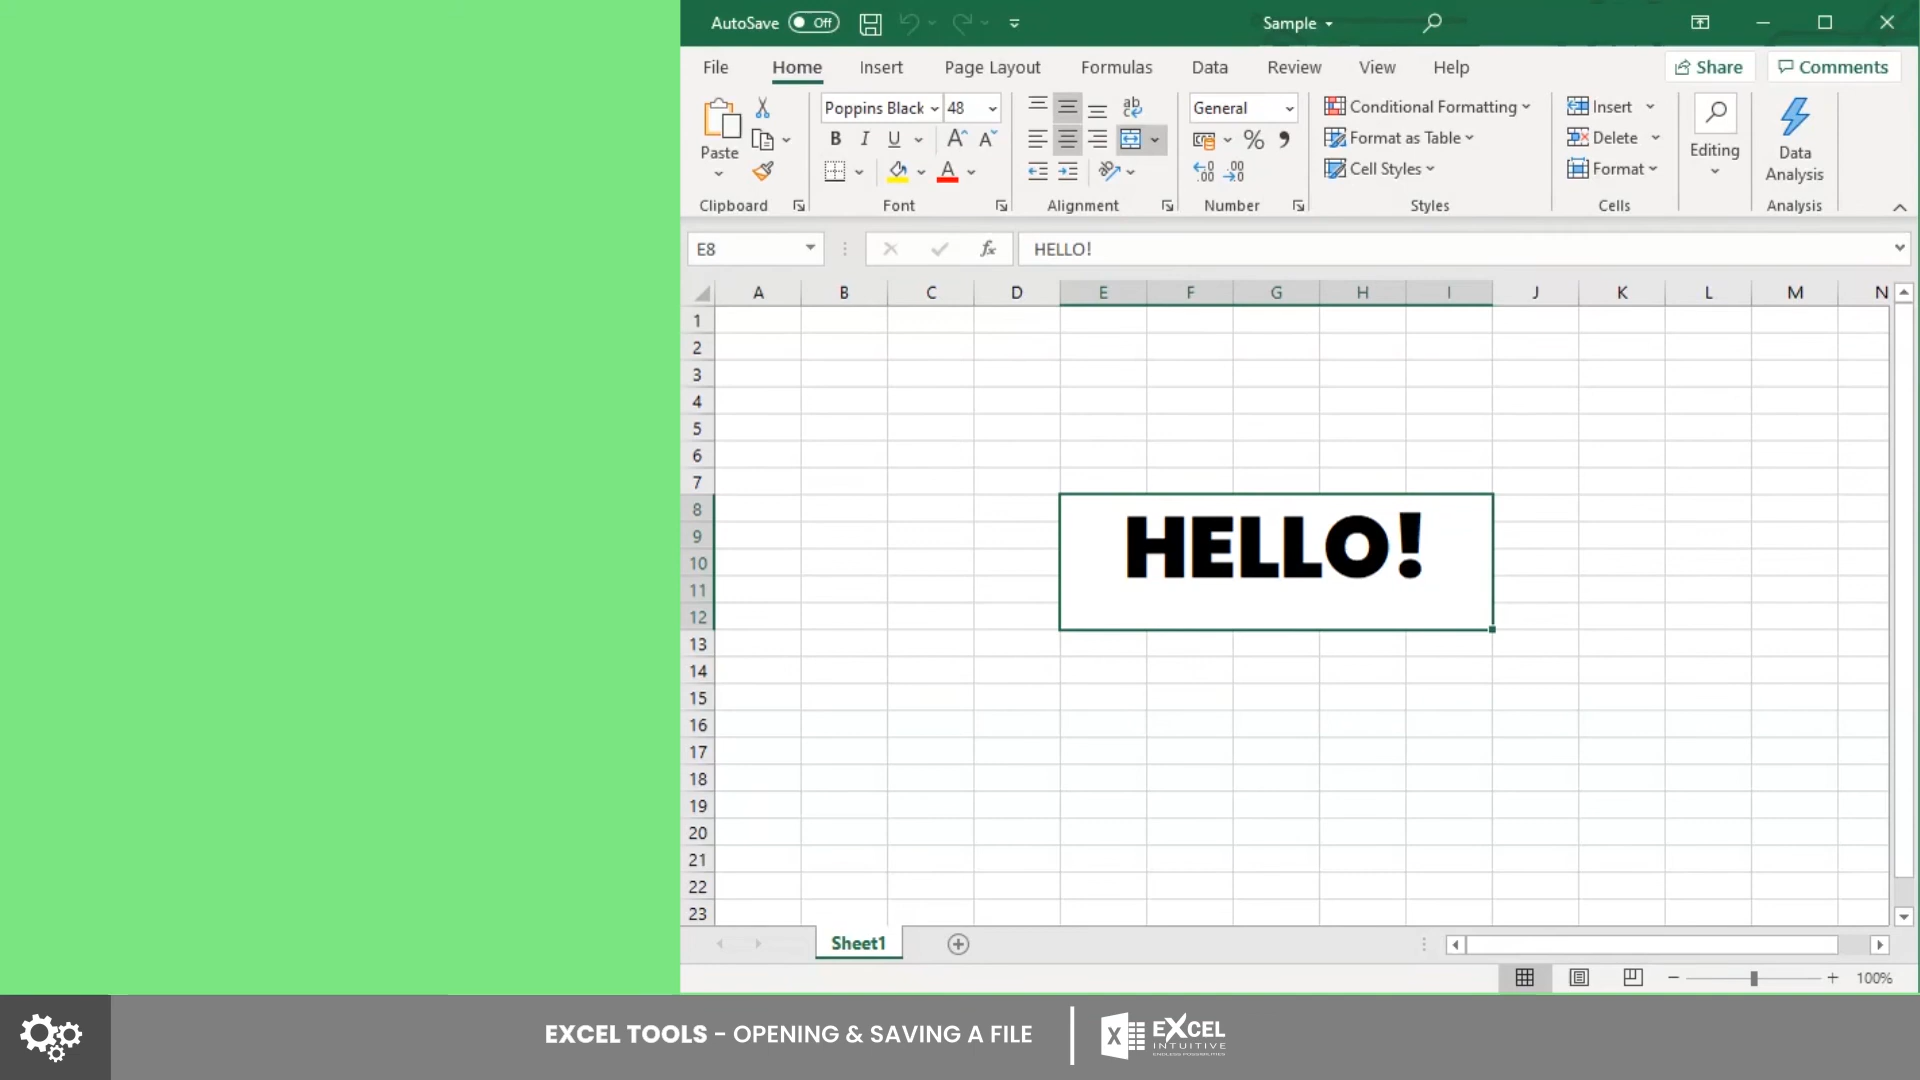 AutoSave Off Sample
File Home Insert Page Layout Formulas Data Review View Help Share Comments
Poppins Black 48 General Conditional Formatting Insert
B I U Format as Table Delete Editing
Paste Cell Styles Format Data Analysis
Clipboard Font Alignment Number Styles Cells Analysis
E8 fx HELLO!
A B C D E F G H I J K L M N
1
2
3
4
5
6
7
8
9
10
11
12
HELLO!
13
14
15
16
17
18
19
20
21
22
23
Sheet1
100%
EXCEL TOOLS - OPENING & SAVING A FILE
X EXCEL
INTUITIVE
ENDLESS POSSIBILITIES